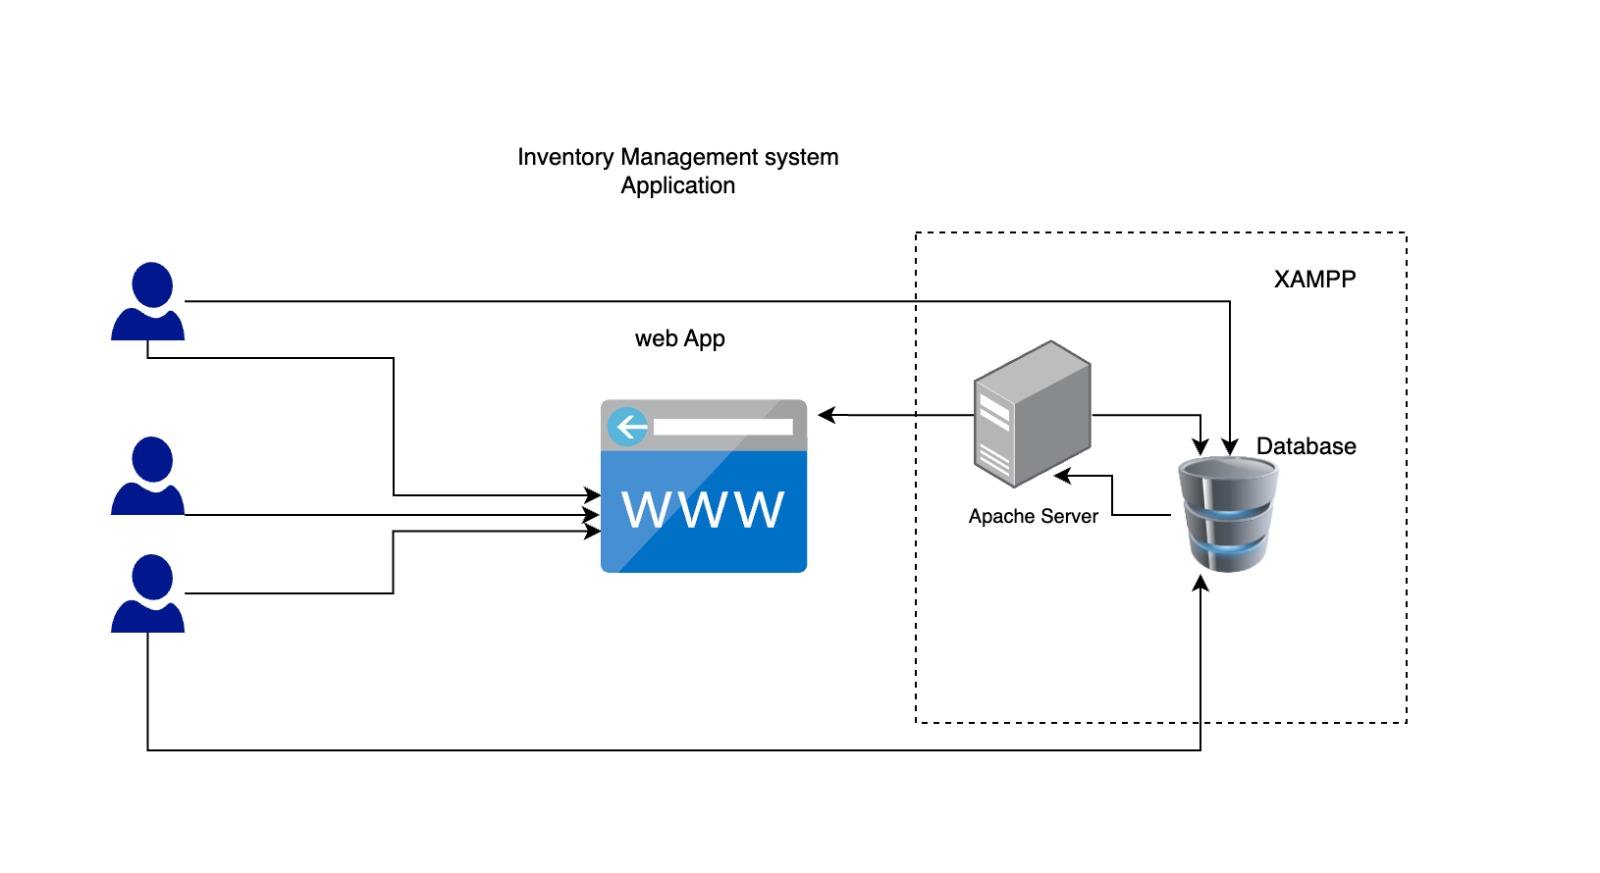 Inventory Management system
Application
XAMPP
web App
Database
WWW
Apache Server